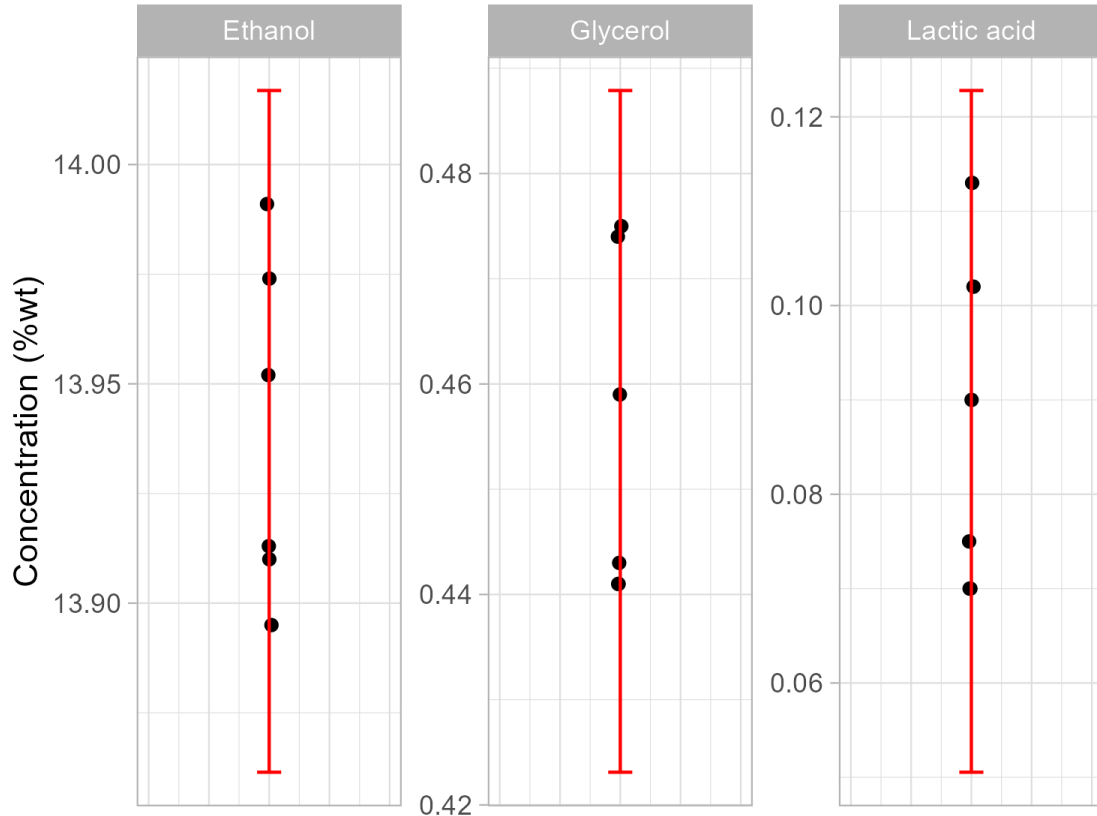 Ethanol
Glycerol
Lactic acid
Concentration (%wt)
14.00
13.95
13.90
0.48
0.46
0.44
0.42
0.12
0.10
0.08
0.06